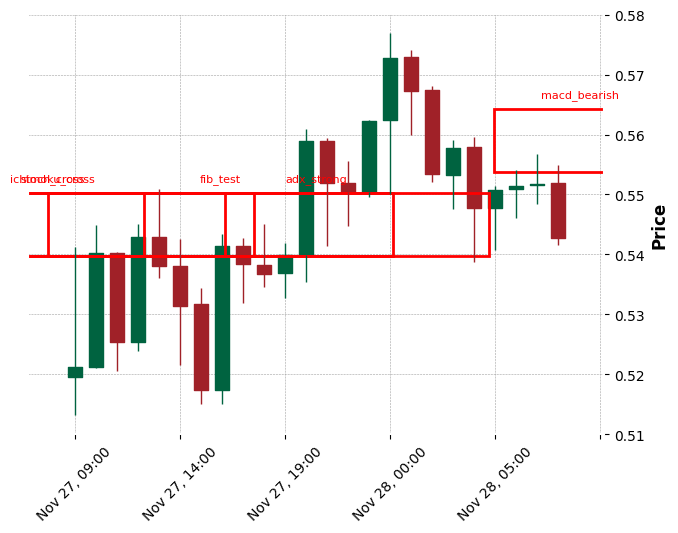 0.58
0.57
macd_bearish
0.56
fib_test
0.55
Price
0.54
0.53
0.52
0.51
Nov 27, 09:00
Nov 27, 14:00
Nov 27, 19:00
Nov 28, 00:00
Nov 28, 05:00